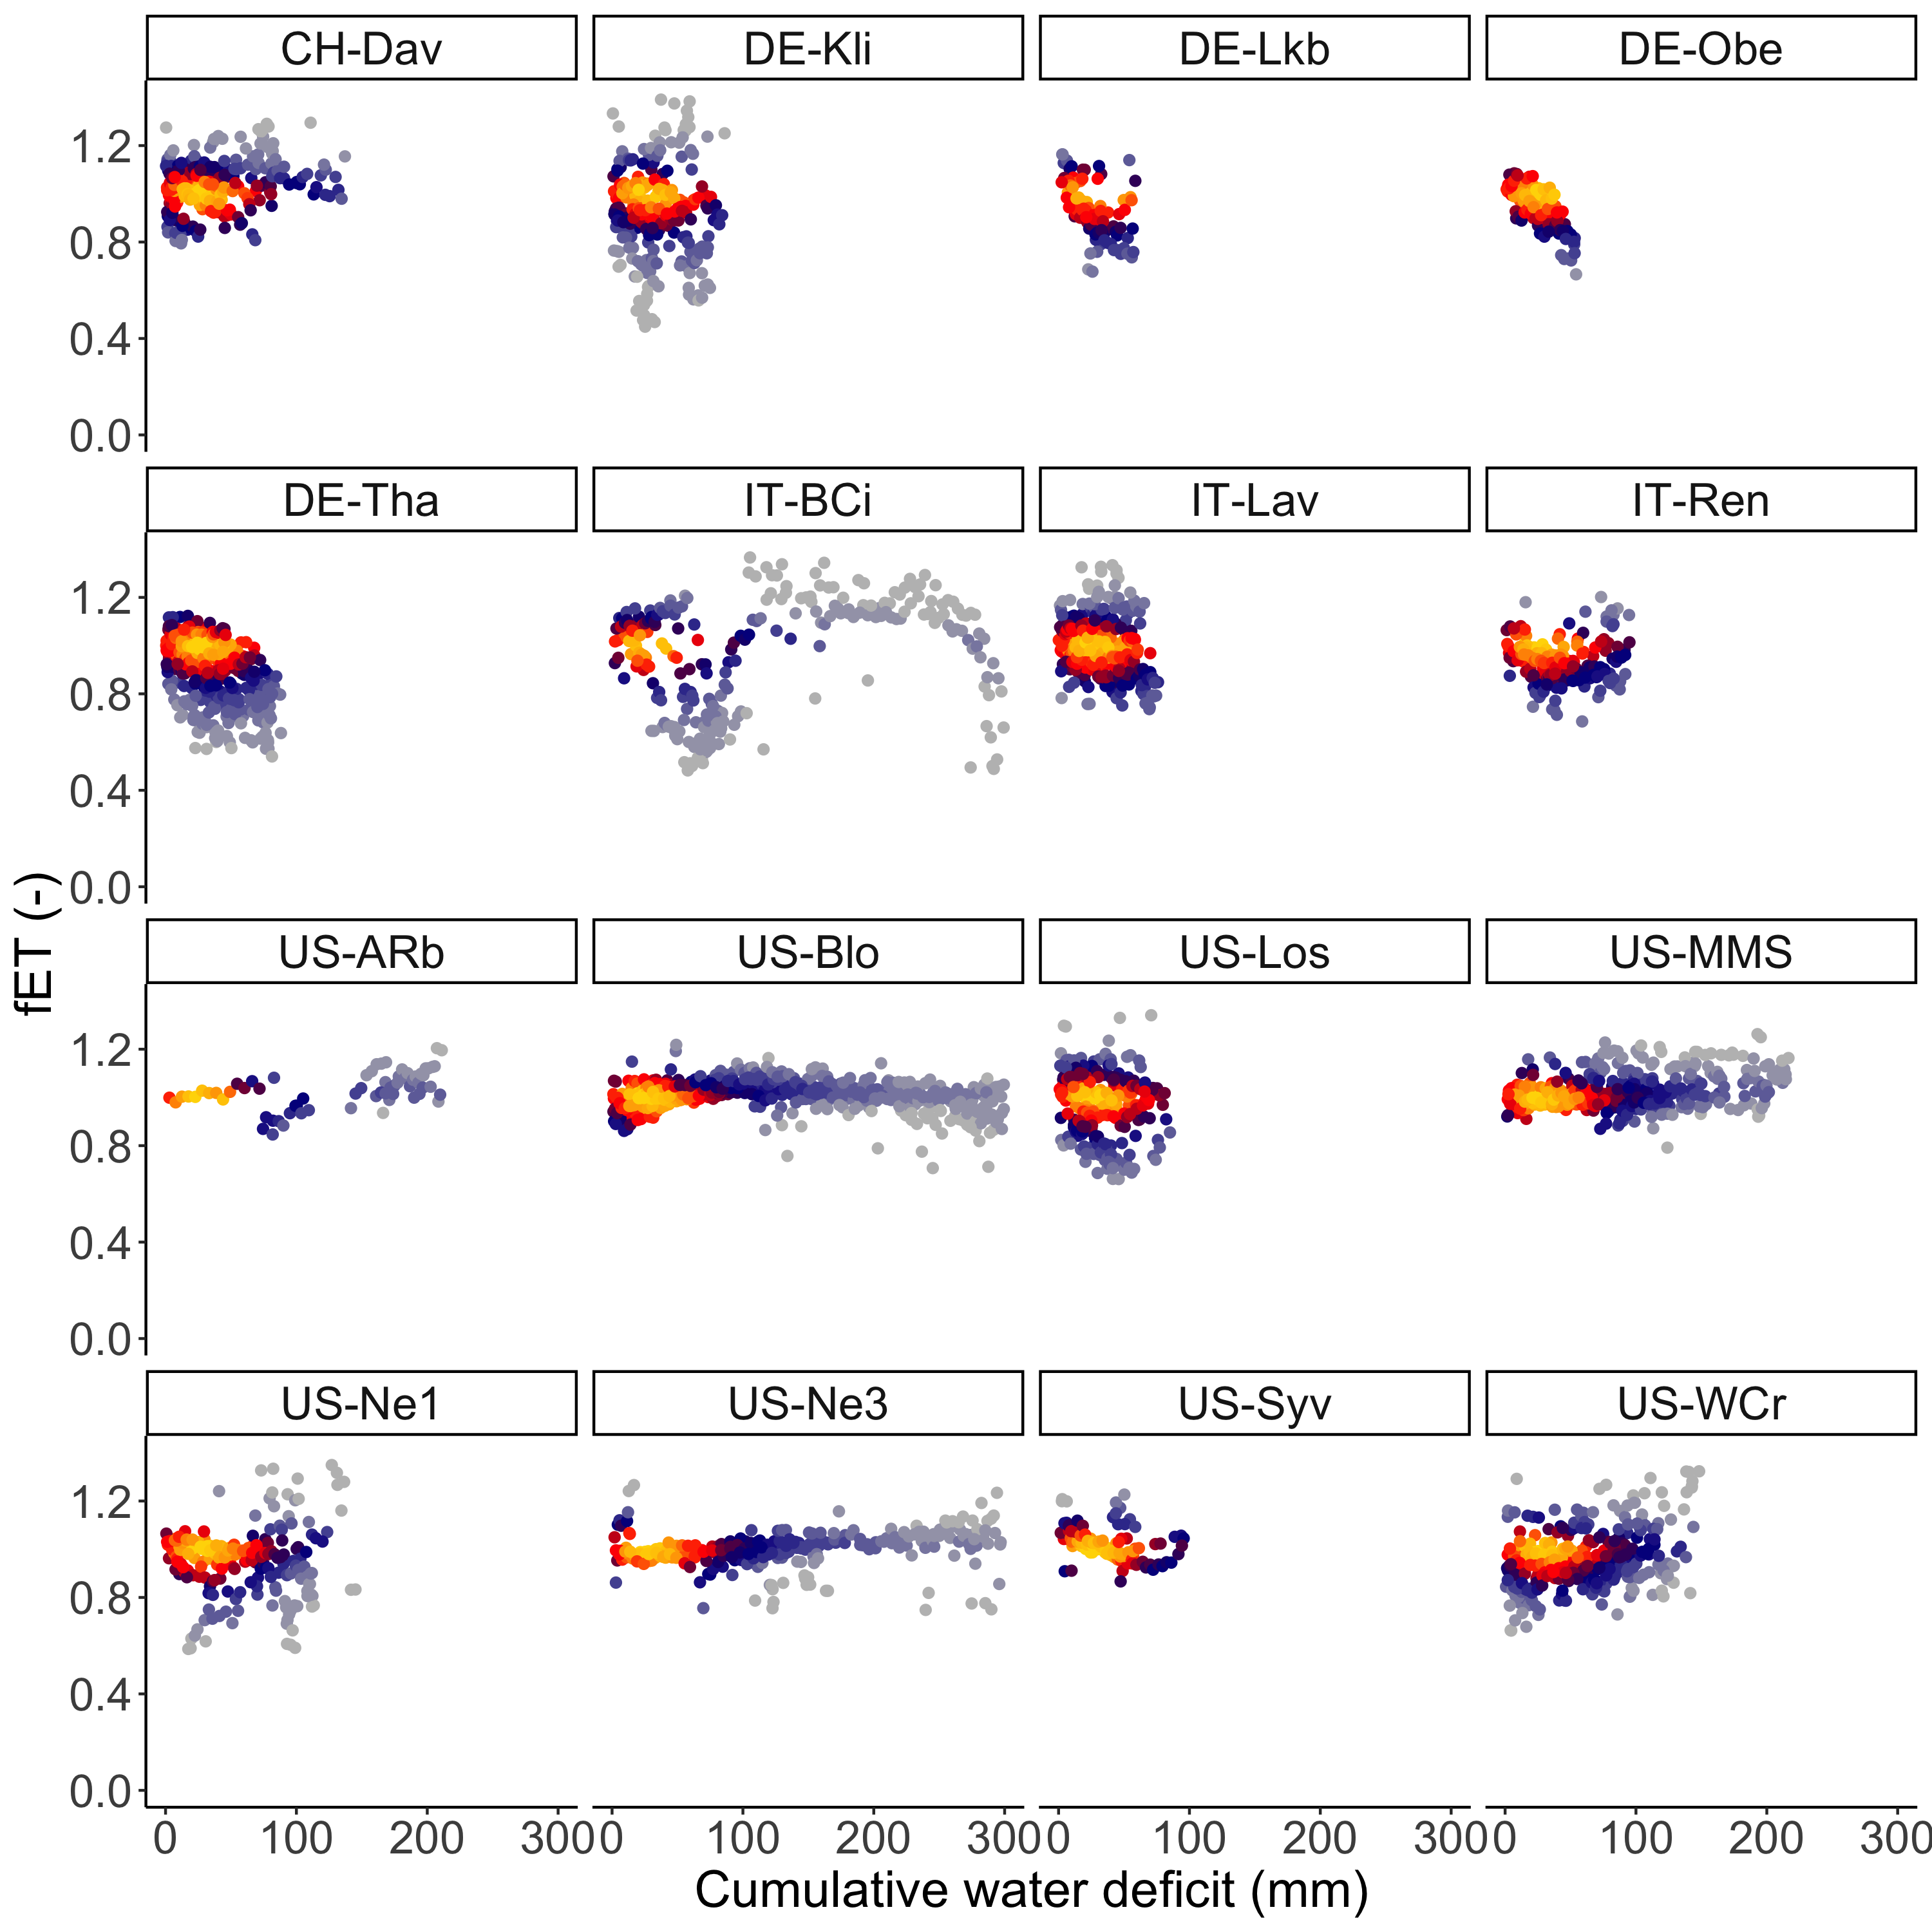 CH-Dav DE-Kli DE-Lkb DE-Obe
1.2
0.8
0.4
0.0
DE-Tha IT-BCi IT-Lav IT-Ren
1.2
0.8
0.4
0.0
fET (-)
US-ARb US-Blo US-Los US-MMS
1.2
0.8
0.4
0.0
US-Ne1 US-Ne3 US-Syv US-WCr
1.2
0.8
0.4
0.0
0 100 200 300 0 100 200 300 0 100 200 300 0 100 200 300
Cumulative water deficit (mm)